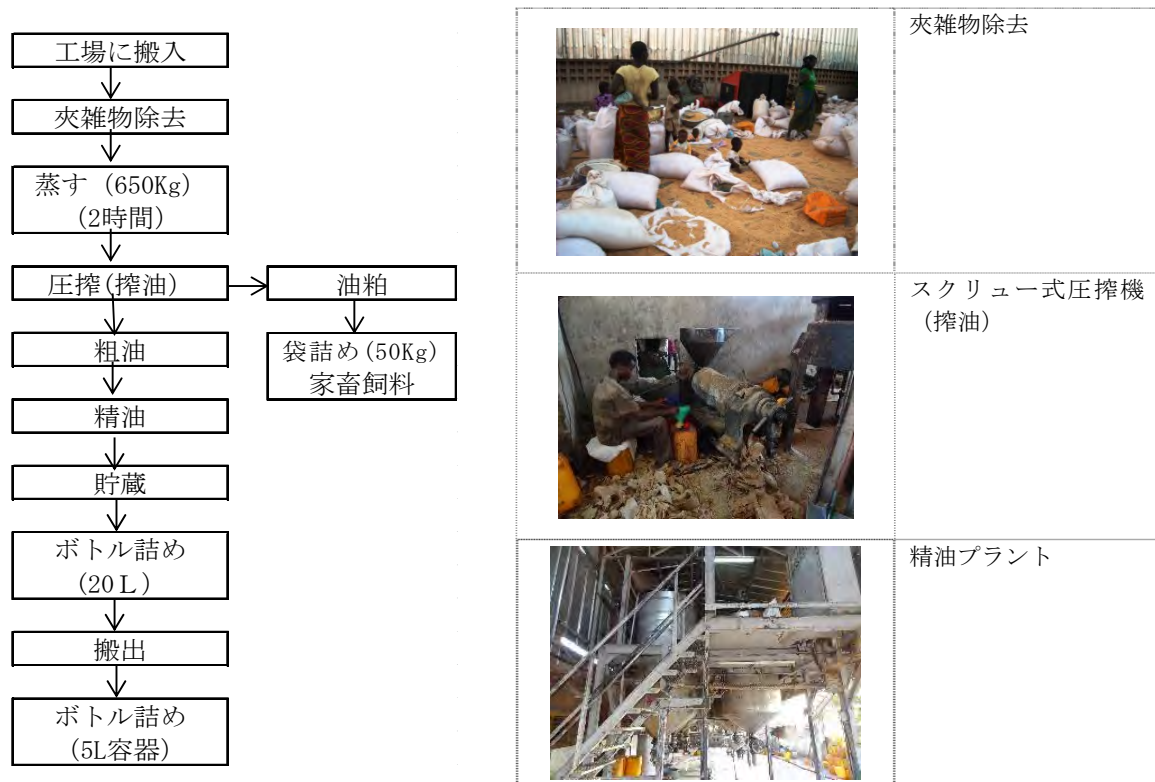 工場に搬入
夾雑物除去
蒸す (650Kg)
(2時間)
圧搾(搾油)
油粕
袋詰め(50Kg)
家畜飼料
粗油
精油
貯蔵
ボトル詰め
(20L)
搬出
ボトル詰め
(5L容器)
夾雑物除去
スクリュー式圧搾機
(搾油)
精油プラント